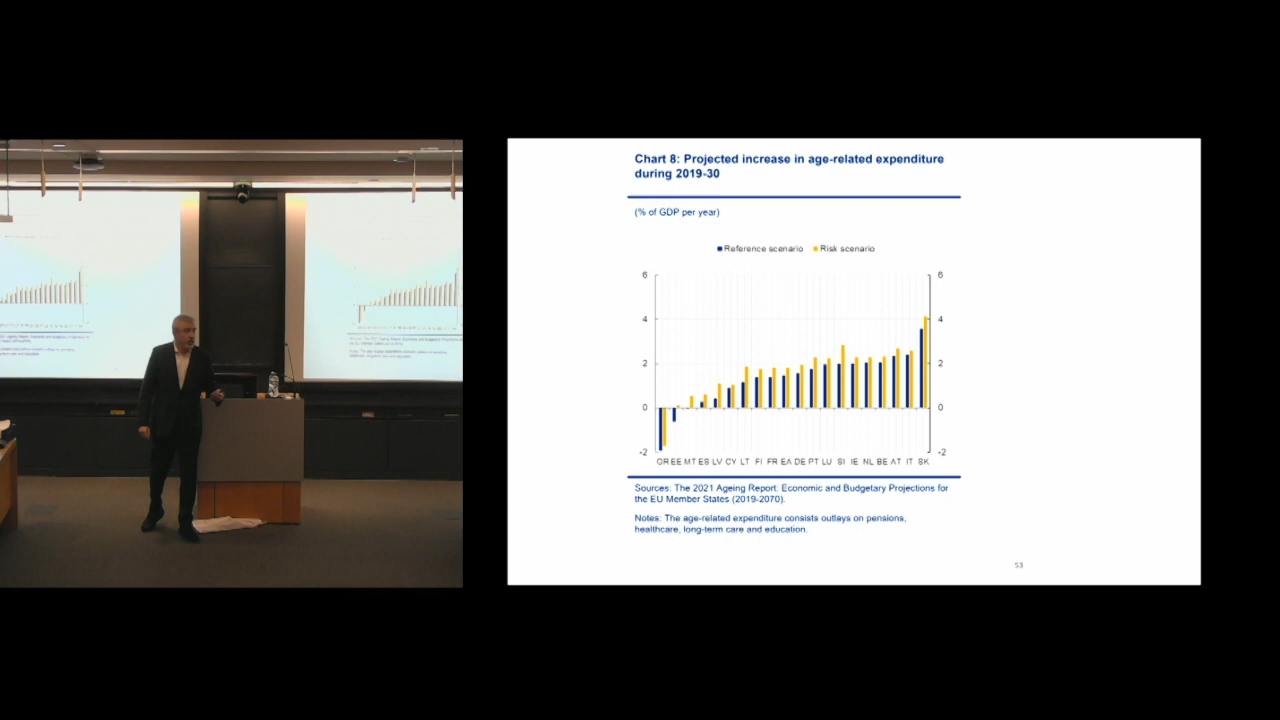 Chart 8: Projected increase in age-related expenditure
during 2019-30
(% of GDP per year)
Reference scenario Risk scenario
6 6
4 4
2 2
0 0
-2 -2
GR EE MT ES LV CY LT FI FR EA DE PT LU SI IE NL BE AT IT SK
Sources: The 2021 Ageing Report: Economic and Budgetary Projections for
the EU Member States (2019-2070).
Notes: The age-related expenditure consists outlays on pensions,
healthcare, long-term care and education.
53